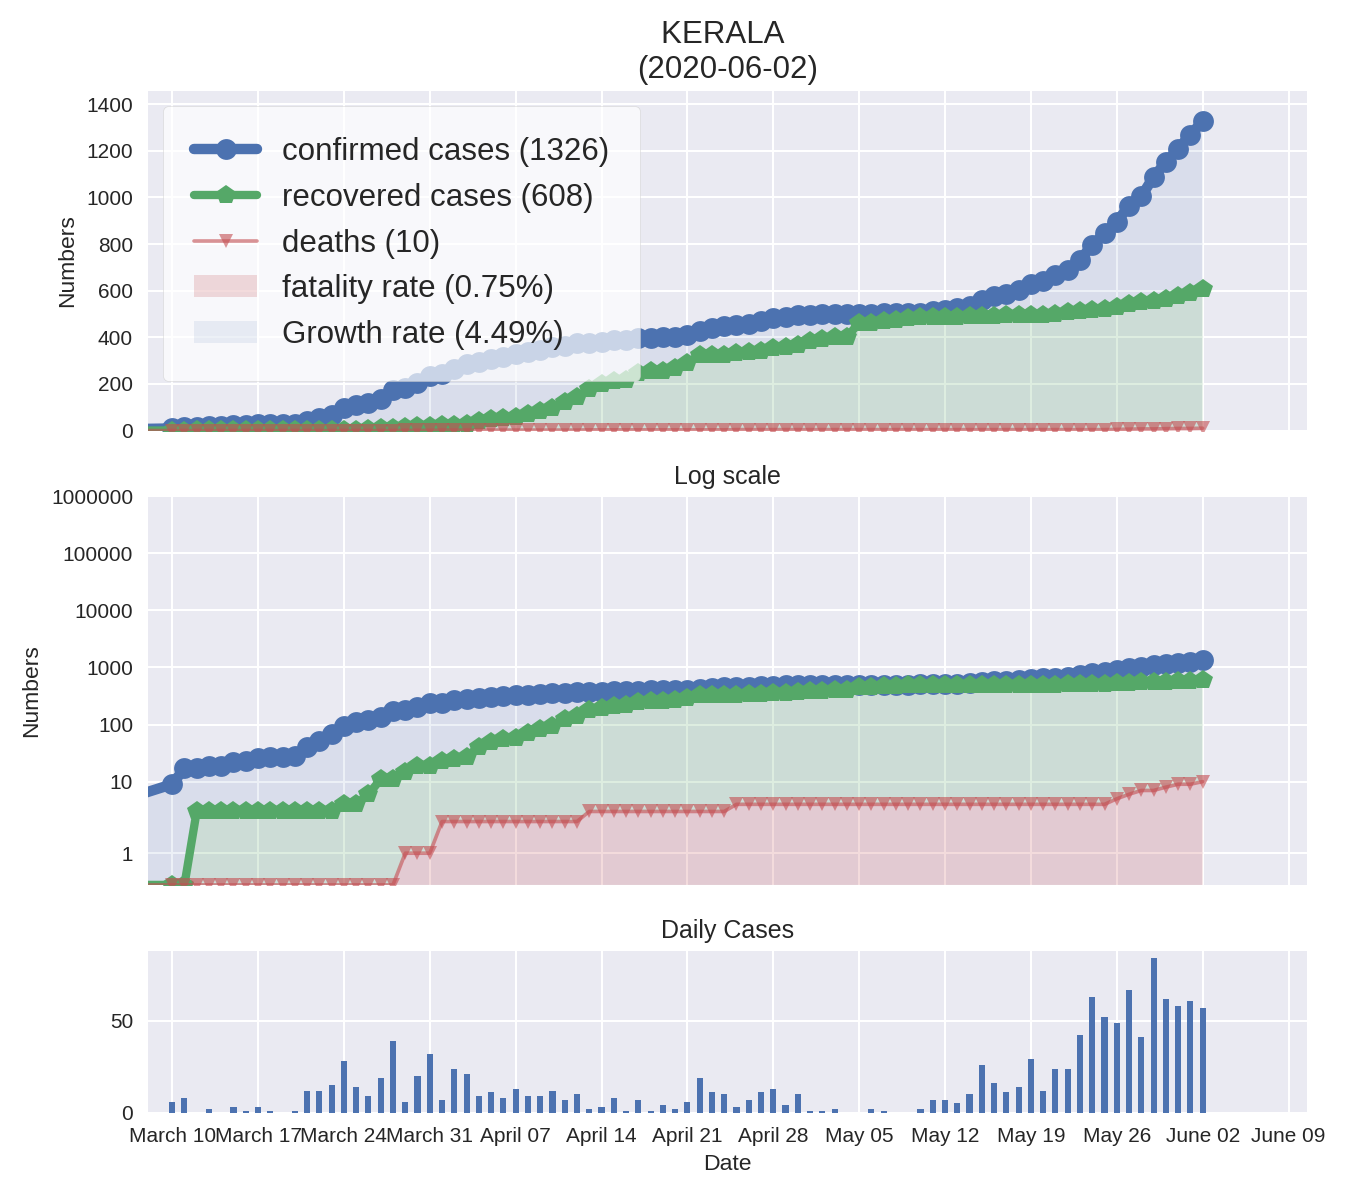 KERALA
(2020-06-02)
1400
1200
1000
800
600
400
200
0
Numbers
confirmed cases (1326)
recovered cases (608)
deaths (10)
fatality rate (0.75%)
Growth rate (4.49%)
Log scale
1000000
100000
10000
1000
100
10
1
Numbers
Daily Cases
50
0
March 10 March 17 March 24 March 31 April 07 April 14 April 21 April 28 May 05 May 12 May 19 May 26 June 02 June 09
Date